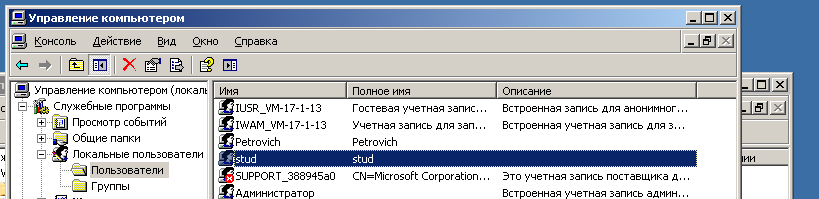 Управление компьютером
Консоль Действие Вид Окно Справка
Управление компьютером (локаль
Служебные программы
Просмотр событий
Общие папки
Локальные пользователи
Пользователи
Группы
Имя Полное имя Описание
IUSR_VM-17-1-13 Гостевая учетная запис... Встроенная запись для анонимног...
IWAM_VM-17-1-13 Учетная запись для зап... Встроенная учетная запись для з...
Petrovich Petrovich
stud stud
SUPPORT_388945a0 CN=Microsoft Corporation... Это учетная запись поставщика д...
Администратор Встроенная учетная запись админ...